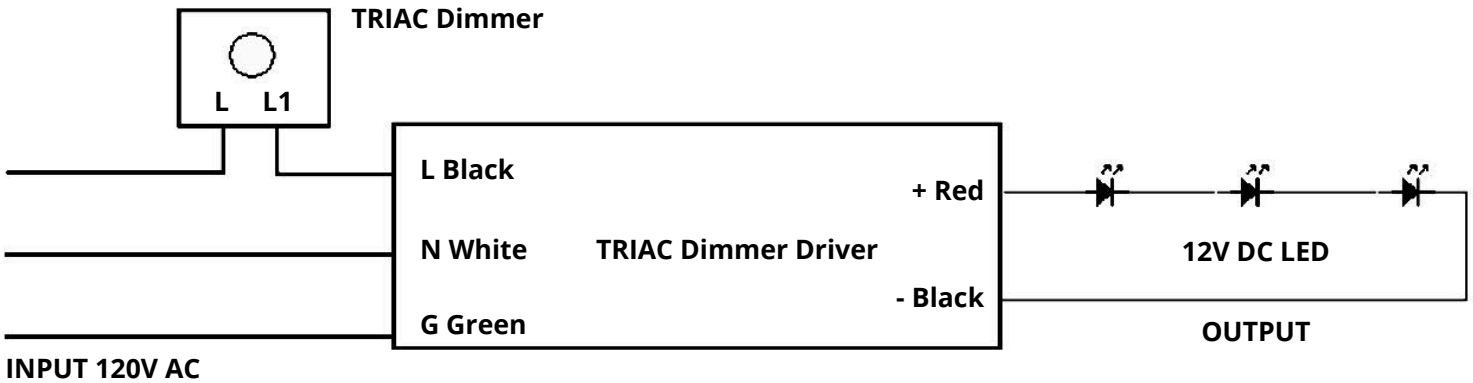 TRIAC Dimmer
L L1
L Black
+ Red
N White
TRIAC Dimmer Driver
12V DC LED
- Black
G Green
OUTPUT
INPUT 120V AC